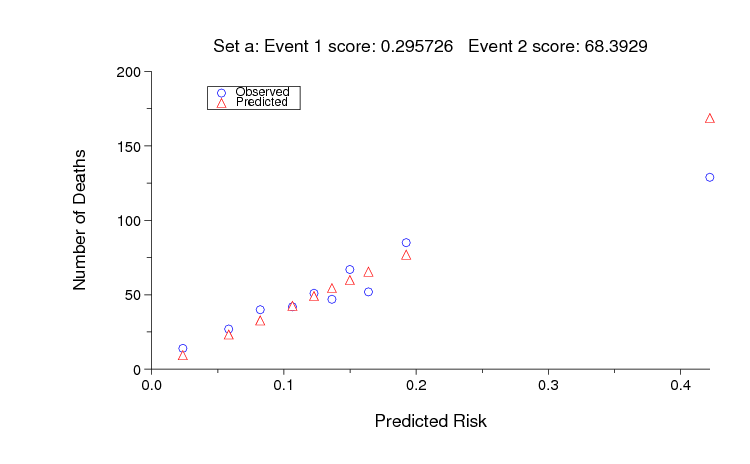 Set a: Event 1 score: 0.295726   Event 2 score: 68.3929
200
Observed
Predicted
150
Number of Deaths
100
50
0
0.0 0.1 0.2 0.3 0.4
Predicted Risk